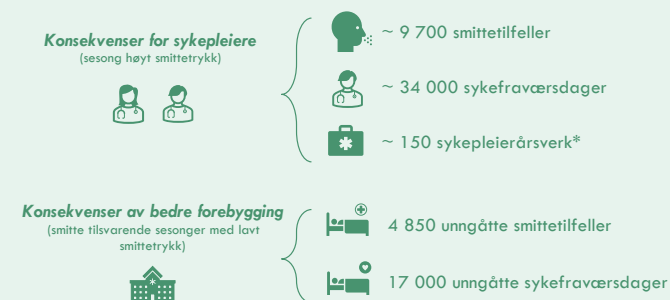 Konsekvenser for sykepleiere
(sesong høyt smittetrykk)
~ 9 700 smittetilfeller
~ 34 000 sykefraværsdager
~ 150 sykepleierårsverk*
Konsekvenser av bedre forebygging
(smitte tilsvarende sesonger med lavt
smittetrykk)
4 850 unngåtte smittetilfeller
17 000 unngåtte sykefraværsdager